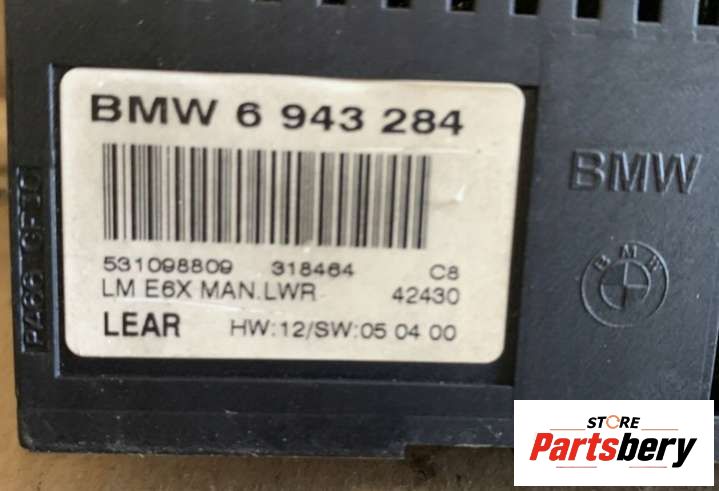 BMW 6 943 284
531098809 318464 C8
LM E6X MAN.LWR 42430
LEAR HW:12/SW:05 04 00
BMW
BMW
STORE
Partsbery